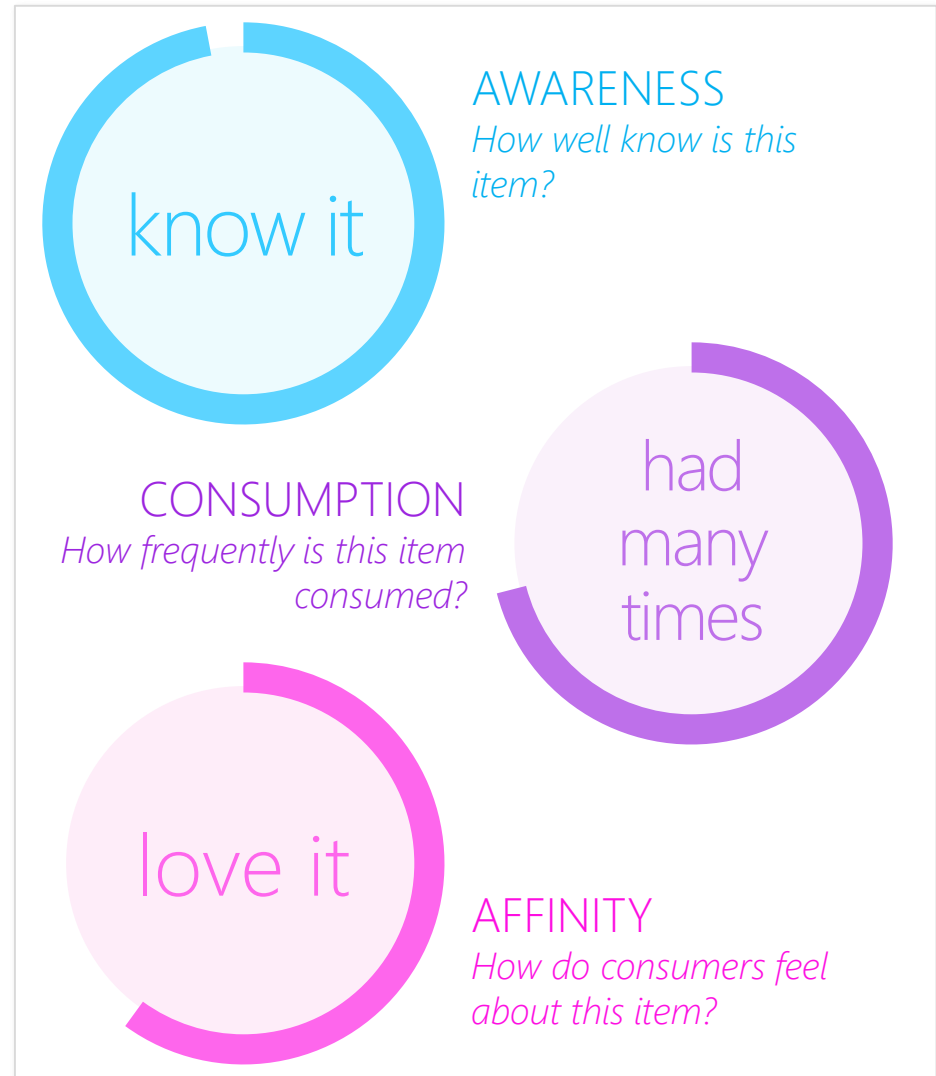 know it
AWARENESS
How well know is this
item?
CONSUMPTION
How frequently is this item
consumed?
had
many
times
love it
AFFINITY
How do consumers feel
about this item?